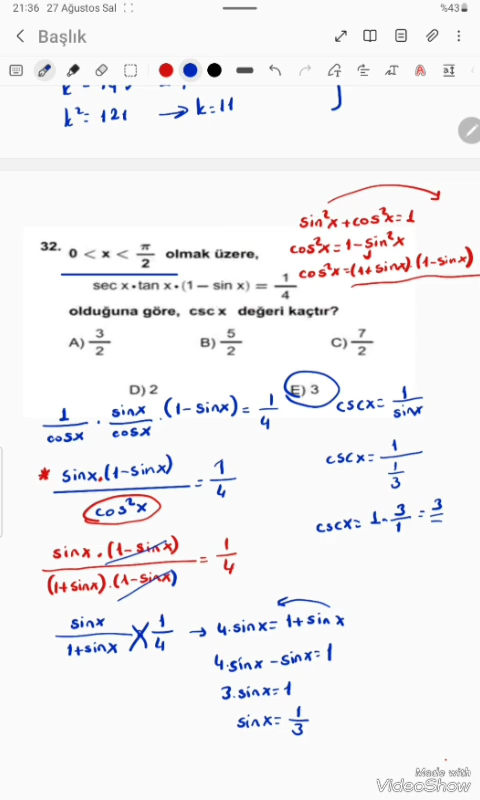 21:36 27 Ağustos Sal %43
Başlık
k²= 121 → k=11
sin²x+cos²x=1
cos²x=1-sin²x
cos²x=(1+sinx).(1-sinx)
32. 0 < x < π/2 olmak üzere,
sec x • tan x • (1 – sin x) = 1/4
olduğuna göre, csc x değeri kaçtır?
A) 3/2 B) 5/2 C) 7/2
D) 2 E) 3
1/cosx . sinx/cosx . (1-sinx) = 1/4
cscx = 1/sinx
* sinx.(1-sinx)/cos²x = 1/4
cscx = 1/(1/3)
cscx = 1.3/1 = 3
sinx.(1-sinx)/(1+sinx).(1-sinx) = 1/4
sinx/1+sinx 1/4 → 4.sinx = 1+sinx
4.sinx-sinx=1
3.sinx=1
sinx = 1/3
Made with
VideoShow